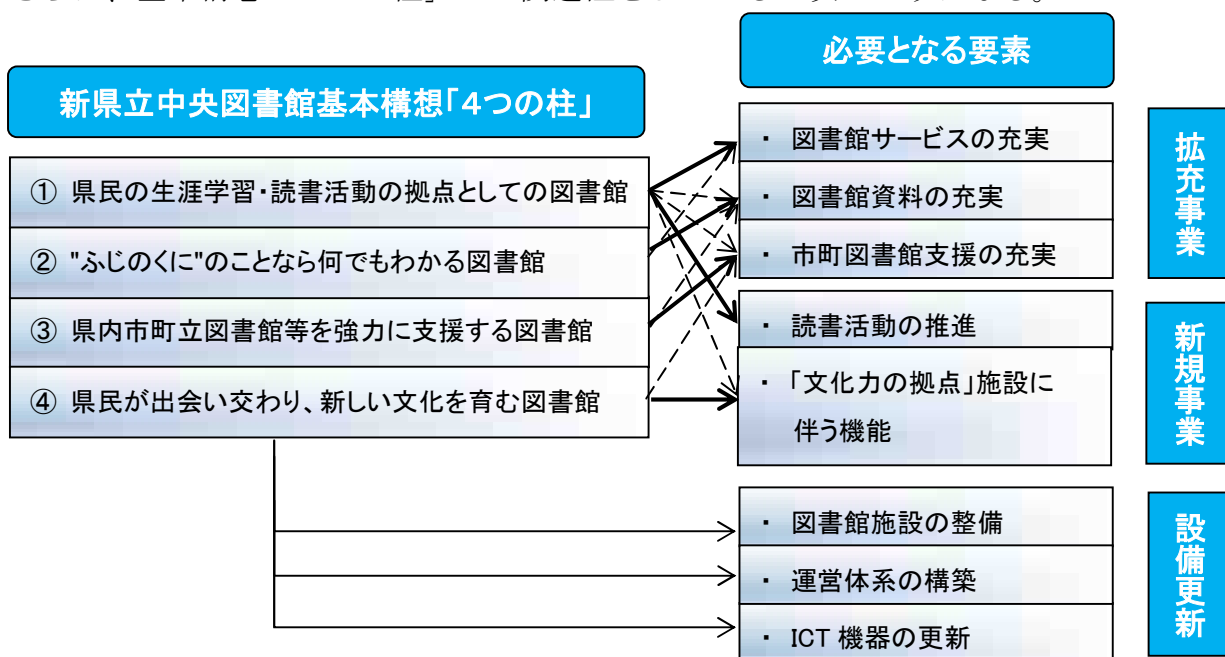 必要となる要素
新県立中央図書館基本構想「４つの柱」
① 県民の生涯学習・読書活動の拠点としての図書館
② "ふじのくに"のことなら何でもわかる図書館
③ 県内市町立図書館等を強力に支援する図書館
④ 県民が出会い交わり、新しい文化を育む図書館
・ 図書館サービスの充実
・ 図書館資料の充実
・ 市町図書館支援の充実
拡充事業
・ 読書活動の推進
・ 「文化力の拠点」施設に
伴う機能
新規事業
・ 図書館施設の整備
・ 運営体系の構築
・ ICT 機器の更新
設備更新